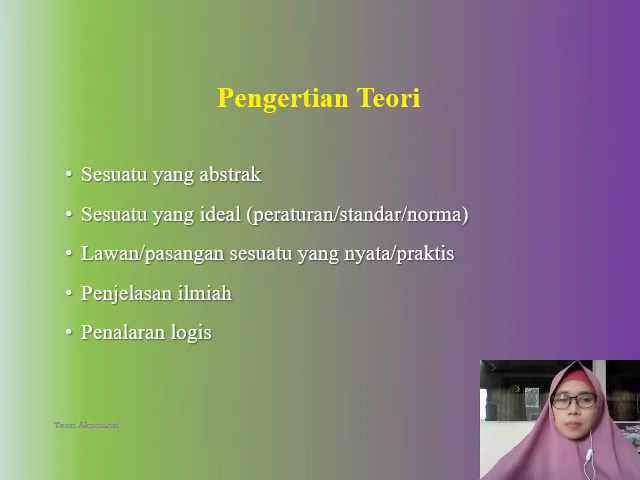 Pengertian Teori
• Sesuatu yang abstrak
• Sesuatu yang ideal (peraturan/standar/norma)
• Lawan/pasangan sesuatu yang nyata/praktis
• Penjelasan ilmiah
• Penalaran logis
Teori Akuntansi